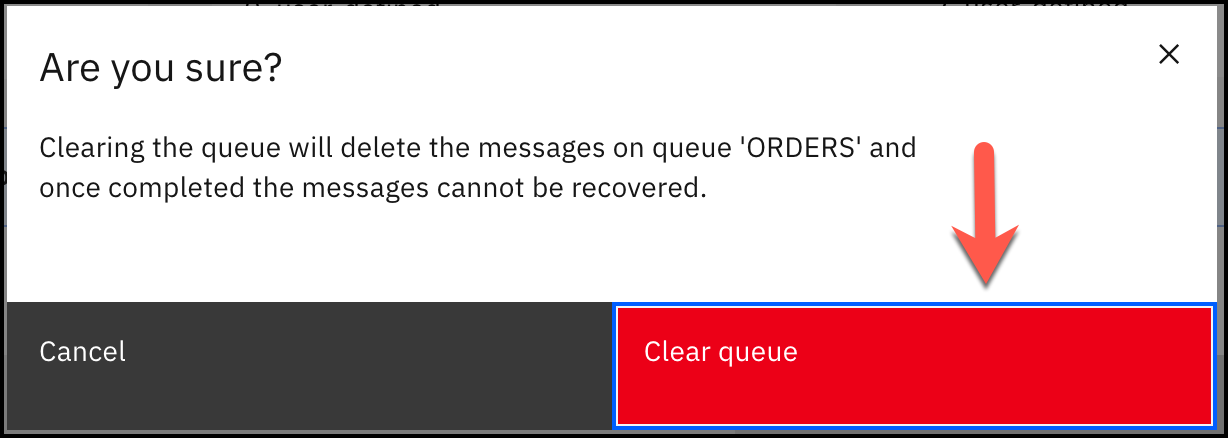 Are you sure?
Clearing the queue will delete the messages on queue 'ORDERS' and
once completed the messages cannot be recovered.
Cancel
Clear queue